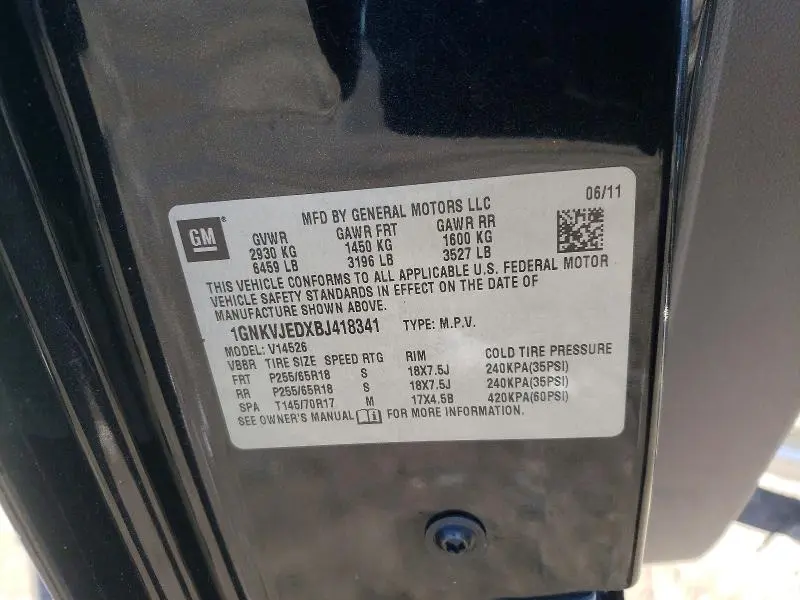 MFD BY GENERAL MOTORS LLC 06/11
GM
GVWR GAWR FRT GAWR RR
2930 KG 1450 KG 1600 KG
6459 LB 3196 LB 3527 LB
THIS VEHICLE CONFORMS TO ALL APPLICABLE U.S. FEDERAL MOTOR
VEHICLE SAFETY STANDARDS IN EFFECT ON THE DATE OF
MANUFACTURE SHOWN ABOVE.
1GNKVJEDXBJ418341 TYPE: M.P.V.
MODEL: V14526
VBBR TIRE SIZE SPEED RTG RIM COLD TIRE PRESSURE
FRT P255/65R18 S 18X7.5J 240KPA(35PSI)
RR P255/65R18 S 18X7.5J 240KPA(35PSI)
SPA T145/70R17 M 17X4.5B 420KPA(60PSI)
SEE OWNER'S MANUAL FOR MORE INFORMATION.